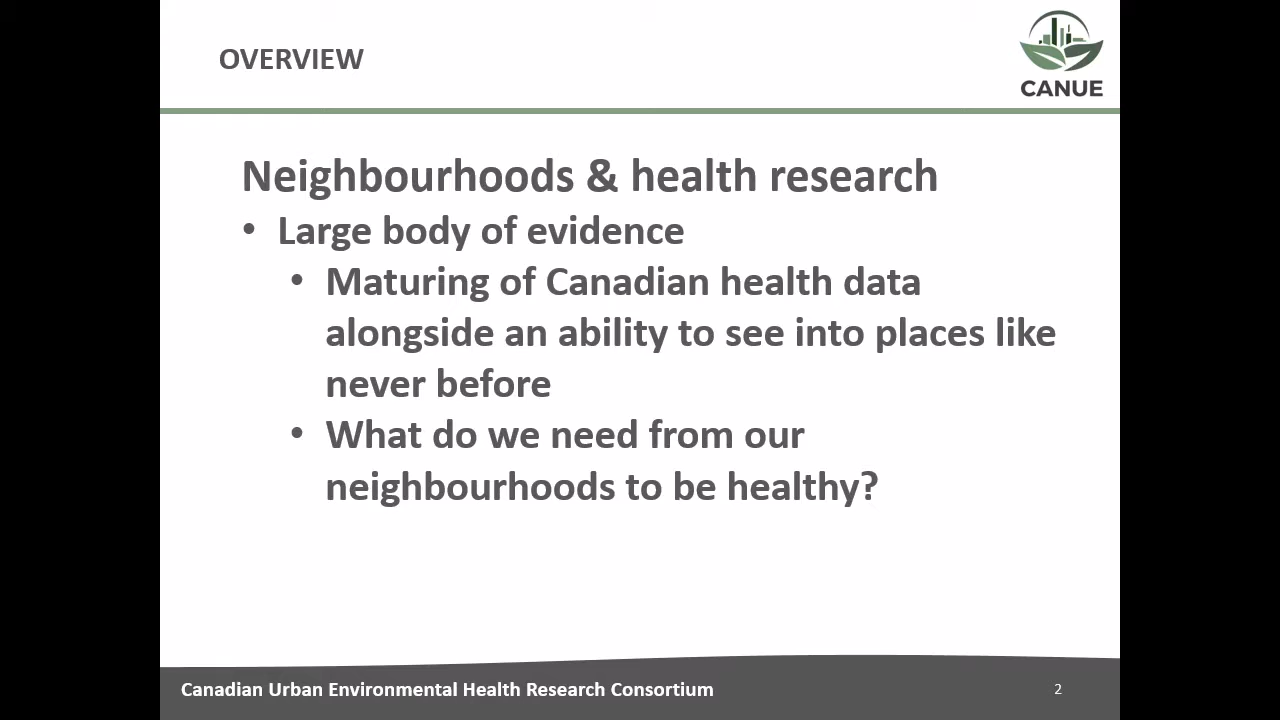 OVERVIEW
CANUE
Neighbourhoods & health research
• Large body of evidence
• Maturing of Canadian health data
alongside an ability to see into places like
never before
• What do we need from our
neighbourhoods to be healthy?
Canadian Urban Environmental Health Research Consortium
2